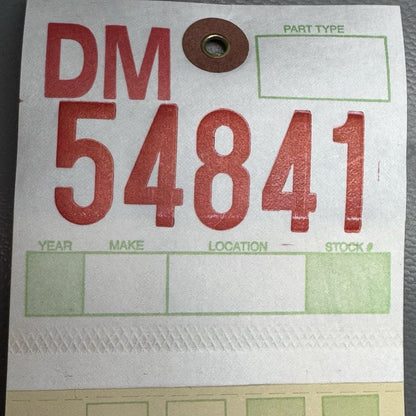 DM
PART TYPE
54841
YEAR MAKE LOCATION STOCK #